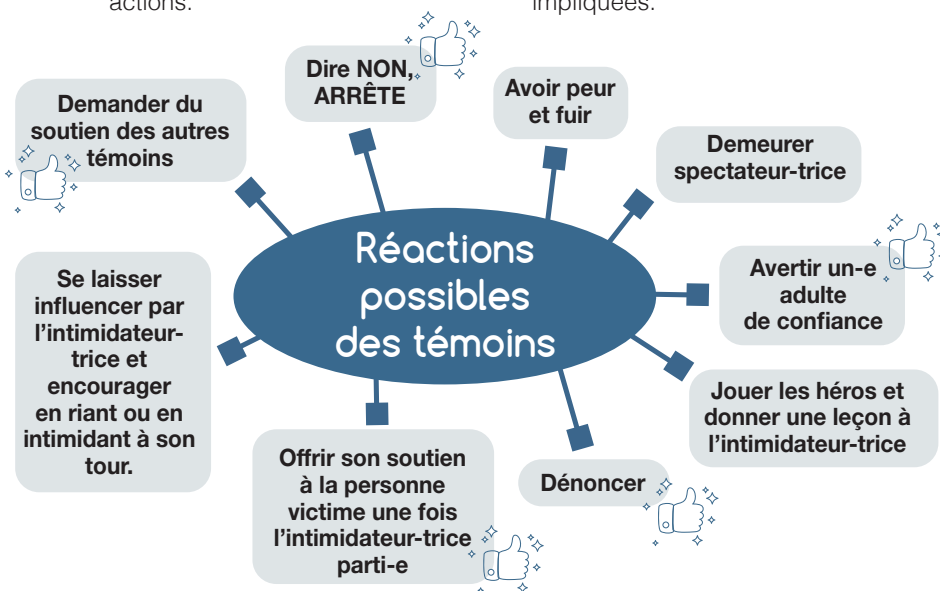 actions.
impliquées.
Dire NON,
ARRÊTE
Avoir peur
et fuir
Demander du
soutien des autres
témoins
Demeurer
spectateur-trice
Réactions
possibles
des témoins
Avertir un-e
adulte
de confiance
Se laisser
influencer par
l'intimidateur-
trice et
encourager
en riant ou en
intimidant à son
tour.
Jouer les héros et
donner une leçon à
l'intimidateur-trice
Offrir son soutien
à la personne
victime une fois
l'intimidateur-trice
parti-e
Dénoncer